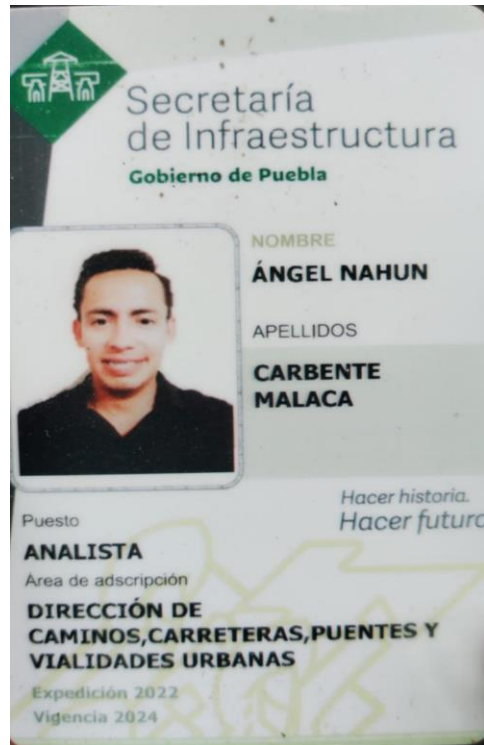 Secretaría
de Infraestructura
Gobierno de Puebla
NOMBRE
ÁNGEL NAHUN
APELLIDOS
CARBENTE
MALACA
Hacer historia.
Hacer futuro
Puesto
ANALISTA
Área de adscripción
DIRECCIÓN DE
CAMINOS,CARRETERAS,PUENTES Y
VIALIDADES URBANAS
Expedición 2022
Vigencia 2024